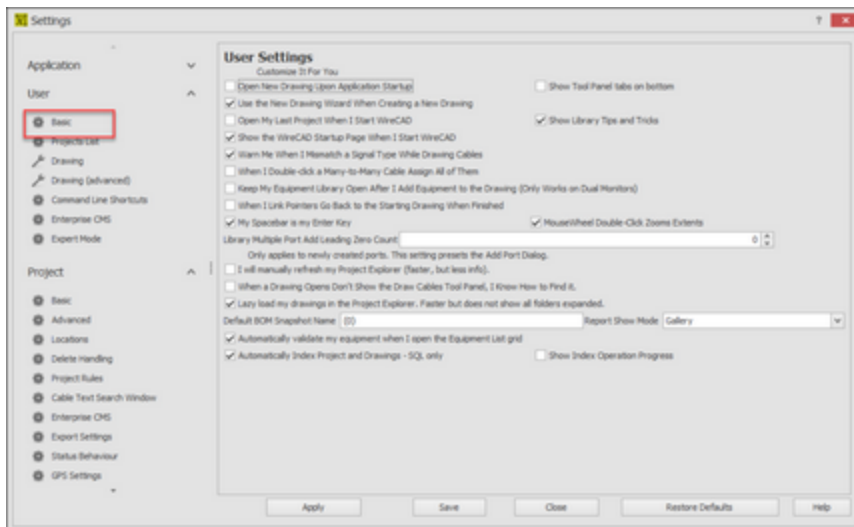 Settings
Application
User
Basic
Projects List
Drawing
Drawing (advanced)
Command Line Shortcuts
Enterprise CMS
Expert Mode
Project
Basic
Advanced
Locations
Delete Handling
Project Rules
Cable Text Search Window
Enterprise CMS
Export Settings
Status Behaviour
GPS Settings
User Settings
Customize It For You
Open New Drawing Upon Application Startup Show Tool Panel tabs on bottom
Use the New Drawing Wizard When Creating a New Drawing
Open My Last Project When I Start WireCAD Show Library Tips and Tricks
Show the WireCAD Startup Page When I Start WireCAD
Warn Me When I Mismatch a Signal Type While Drawing Cables
When I Double-click a Many-to-Many Cable Assign All of Them
Keep My Equipment Library Open After I Add Equipment to the Drawing (Only Works on Dual Monitors)
When I Link Pointers Go Back to the Starting Drawing When Finished
My Spacebar is my Enter Key MouseWheel Double-Click Zooms Extents
Library Multiple Port Add Leading Zero Count 0
Only applies to newly created ports. This setting presets the Add Port Dialog.
I will manually refresh my Project Explorer (faster, but less info).
When a Drawing Opens Don't Show the Draw Cables Tool Panel, I Know How to Find it.
Lazy load my drawings in the Project Explorer. Faster but does not show all folders expanded.
Default BOM Snapshot Name {0} Report Show Mode Gallery
Automatically validate my equipment when I open the Equipment List grid
Automatically Index Project and Drawings - SQL only Show Index Operation Progress
Apply Save Close Restore Defaults Help